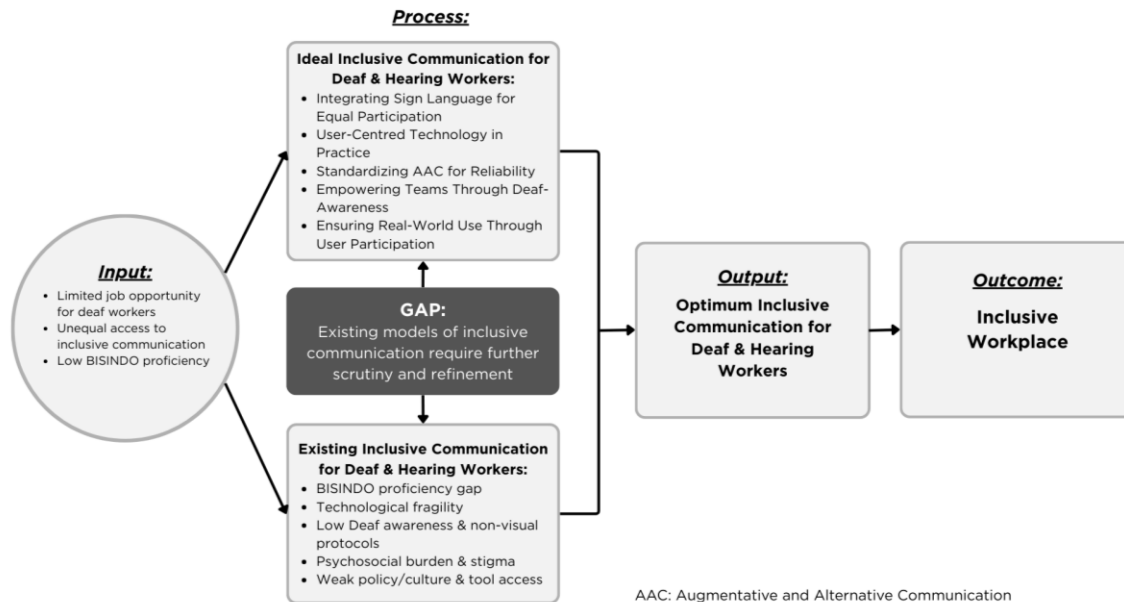 Process:
Ideal Inclusive Communication for
Deaf & Hearing Workers:
• Integrating Sign Language for
Equal Participation
• User-Centred Technology in
Practice
• Standardizing AAC for Reliability
• Empowering Teams Through Deaf-
Awareness
• Ensuring Real-World Use Through
User Participation
Input:
• Limited job opportunity
for deaf workers
• Unequal access to
inclusive communication
• Low BISINDO proficiency
GAP:
Existing models of inclusive
communication require further
scrutiny and refinement
Existing Inclusive Communication
for Deaf & Hearing Workers:
• BISINDO proficiency gap
• Technological fragility
• Low Deaf awareness & non-visual
protocols
• Psychosocial burden & stigma
• Weak policy/culture & tool access
Output:
Optimum Inclusive
Communication for
Deaf & Hearing
Workers
Outcome:
Inclusive
Workplace
AAC: Augmentative and Alternative Communication